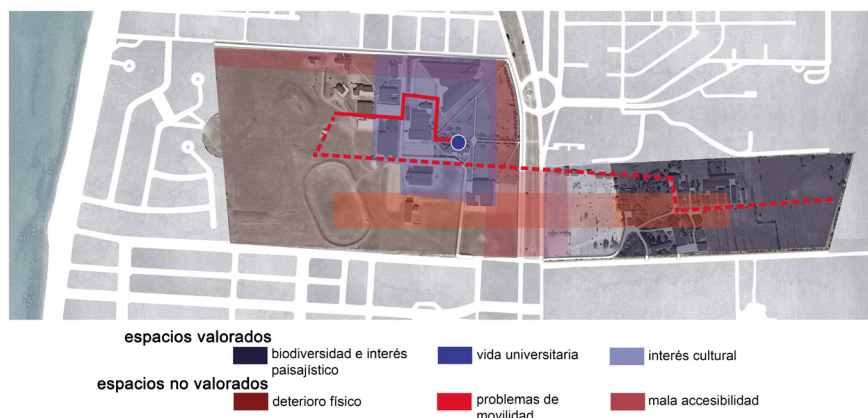 espacios valorados
biodiversidad e interés
paisajístico
vida universitaria
interés cultural
espacios no valorados
deterioro físico
problemas de
movilidad
mala accesibilidad